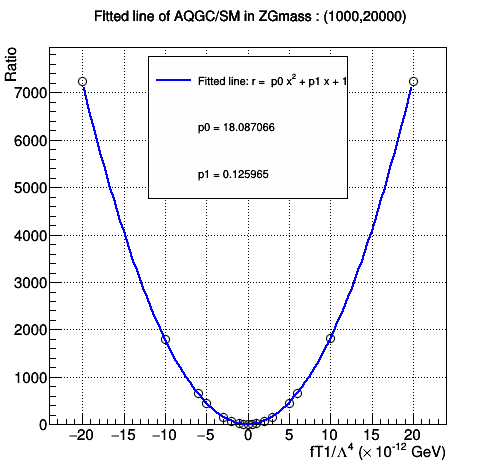 FItted line of AQGC/SM in ZGmass : (1000,20000)
Ratio
Fitted line: r = p0 x² + p1 x + 1
p0 = 18.087066
p1 = 0.125965
7000
6000
5000
4000
3000
2000
1000
0
−20 −15 −10 −5 0 5 10 15 20
fT1/Λ⁴ (× 10⁻¹² GeV)